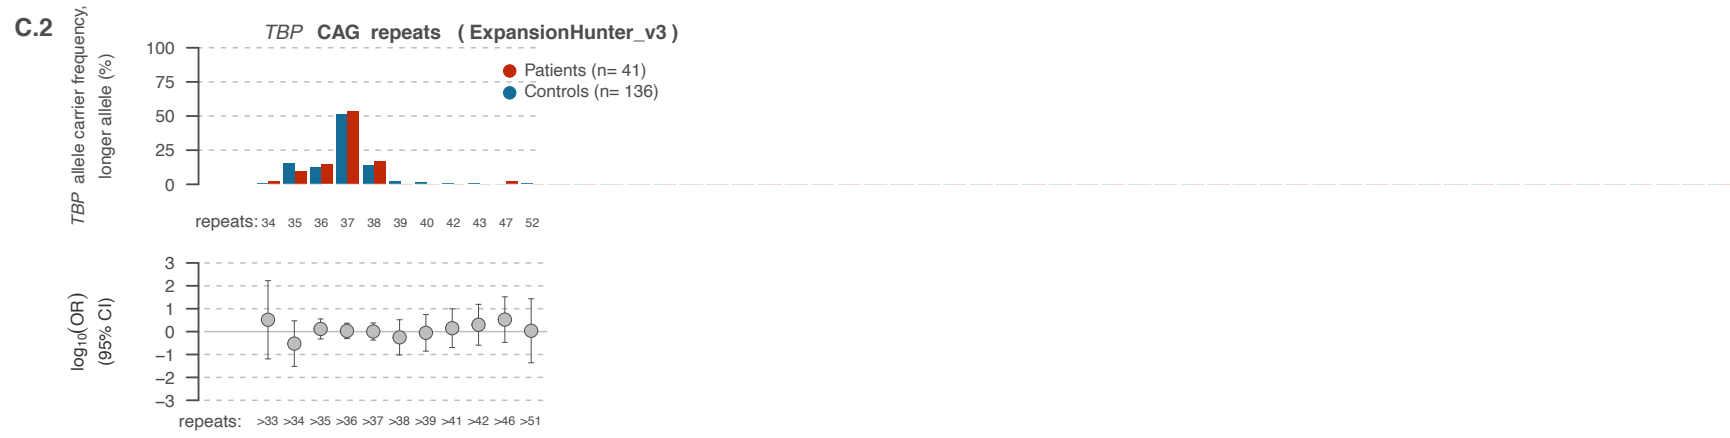 C.2
TBP allele carrier frequency,
longer allele (%)
TBP CAG repeats ( ExpansionHunter_v3 )
100
75
50
25
0
Patients (n= 41)
Controls (n= 136)
repeats: 34 35 36 37 38 39 40 42 43 47 52
log₁₀(OR)
(95% CI)
3
2
1
0
−1
−2
−3
repeats: >33 >34 >35 >36 >37 >38 >39 >41 >42 >46 >51